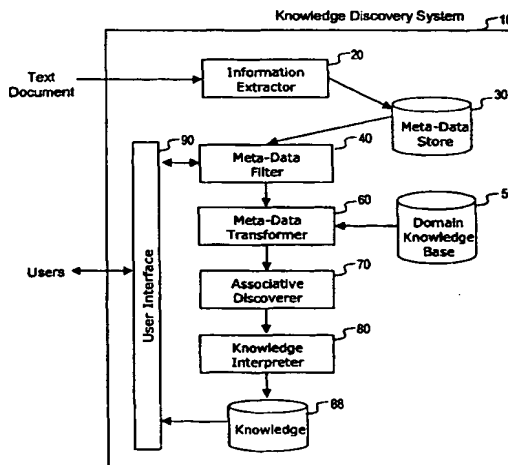 Knowledge Discovery System
20
Text
Document
Information
Extractor
30
Meta-Data
Store
90
40
Meta-Data
Filter
60
Meta-Data
Transformer
Domain
Knowledge
Base
Users
User Interface
70
Associative
Discoverer
80
Knowledge
Interpreter
88
Knowledge